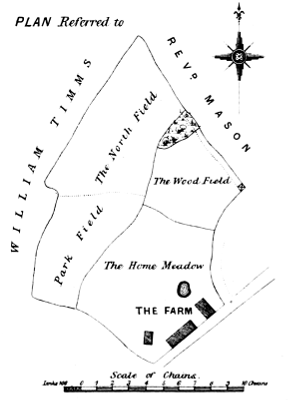 PLAN Referred to
REVD. MASON
WILLIAM TIMMS
The North Field
The Wood Field
Park Field
The Home Meadow
THE FARM
Scale of Chains.
Links 100 0 1 2 3 4 5 6 7 8 9 10 Chains